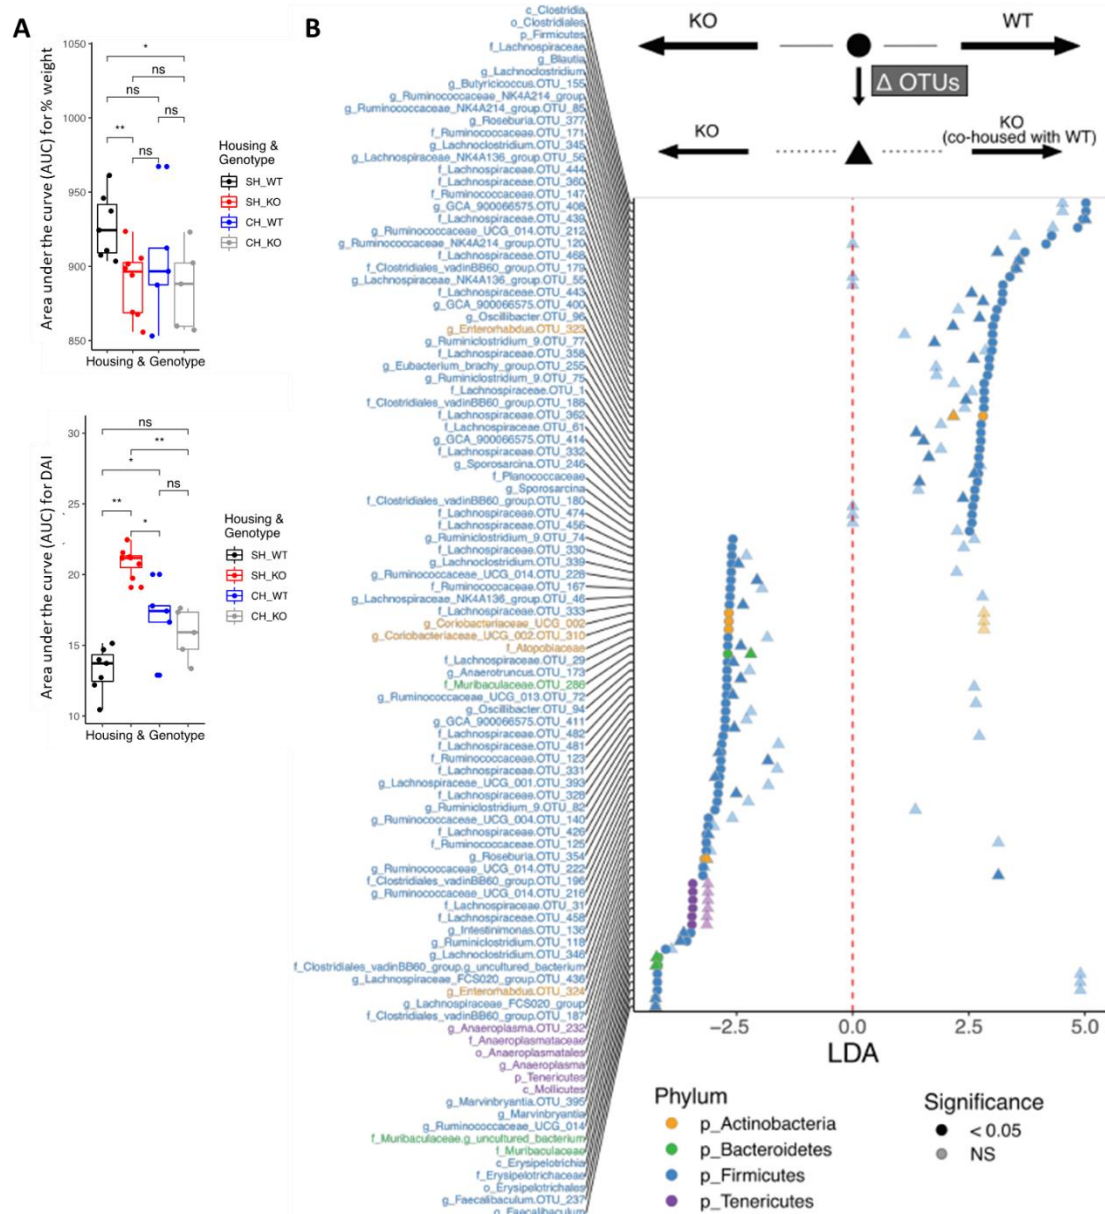 A
Area under the curve (AUC) for % weight
1050
1000
950
900
850
*
ns
ns
ns
**
ns
Housing & Genotype
Housing &
Genotype
SH_WT
SH_KO
CH_WT
CH_KO
Area under the curve (AUC) for DAI
30
25
20
15
10
ns
**
*
ns
**
*
Housing & Genotype
Housing &
Genotype
SH_WT
SH_KO
CH_WT
CH_KO
B
c_Clostridia
o_Clostridiales
p_Firmicutes
f_Lachnospiraceae
g_Blautia
g_Lachnoclostridium
g_Butyricicoccus.OTU_155
g_Ruminococcaceae_NK4A214_group
g_Ruminococcaceae_NK4A214_group.OTU_85
g_Roseburia.OTU_377
f_Ruminococcaceae.OTU_171
g_Lachnoclostridium.OTU_345
g_Lachnospiraceae_NK4A136_group.OTU_56
f_Lachnospiraceae.OTU_444
f_Lachnospiraceae.OTU_360
f_Ruminococcaceae.OTU_147
g_GCA_900066575.OTU_408
f_Lachnospiraceae.OTU_439
g_Ruminococcaceae_UCG_014.OTU_212
g_Ruminococcaceae_NK4A214_group.OTU_120
f_Lachnospiraceae.OTU_468
f_Clostridiales_vadinBB60_group.OTU_179
g_Lachnospiraceae_NK4A136_group.OTU_55
f_Lachnospiraceae.OTU_443
g_GCA_900066575.OTU_400
g_Oscillibacter.OTU_96
g_Enterorhabdus.OTU_323
g_Ruminiclostridium_9.OTU_77
f_Lachnospiraceae.OTU_358
g_Eubacterium_brachy_group.OTU_255
g_Ruminiclostridium_9.OTU_75
f_Lachnospiraceae.OTU_1
f_Clostridiales_vadinBB60_group.OTU_188
f_Lachnospiraceae.OTU_362
f_Lachnospiraceae.OTU_61
g_GCA_900066575.OTU_414
f_Lachnospiraceae.OTU_332
g_Sporosarcina.OTU_246
f_Planococcaceae
g_Sporosarcina
f_Clostridiales_vadinBB60_group.OTU_180
f_Lachnospiraceae.OTU_474
f_Lachnospiraceae.OTU_456
g_Ruminiclostridium_9.OTU_74
f_Lachnospiraceae.OTU_330
g_Lachnoclostridium.OTU_339
g_Ruminococcaceae_UCG_014.OTU_228
f_Ruminococcaceae.OTU_167
g_Lachnospiraceae_NK4A136_group.OTU_46
f_Lachnospiraceae.OTU_333
g_Coriobacteriaceae_UCG_002
g_Coriobacteriaceae_UCG_002.OTU_310
f_Atopobiaceae
f_Lachnospiraceae.OTU_29
g_Anaerotruncus.OTU_173
f_Muribaculaceae.OTU_286
g_Ruminococcaceae_UCG_013.OTU_72
g_Oscillibacter.OTU_94
g_GCA_900066575.OTU_411
f_Lachnospiraceae.OTU_482
f_Lachnospiraceae.OTU_481
f_Ruminococcaceae.OTU_123
f_Lachnospiraceae.OTU_331
g_Lachnospiraceae_UCG_001.OTU_393
f_Lachnospiraceae.OTU_328
g_Ruminiclostridium_9.OTU_82
g_Ruminococcaceae_UCG_004.OTU_140
f_Lachnospiraceae.OTU_426
f_Ruminococcaceae.OTU_125
g_Roseburia.OTU_354
g_Ruminococcaceae_UCG_014.OTU_222
f_Clostridiales_vadinBB60_group.OTU_196
g_Ruminococcaceae_UCG_014.OTU_216
f_Lachnospiraceae.OTU_31
f_Lachnospiraceae.OTU_458
g_Intestinimonas.OTU_136
g_Ruminiclostridium.OTU_118
g_Lachnoclostridium.OTU_346
f_Clostridiales_vadinBB60_group.g_uncultured_bacterium
g_Lachnospiraceae_FCS020_group.OTU_436
g_Enterorhabdus.OTU_324
g_Lachnospiraceae_FCS020_group
f_Clostridiales_vadinBB60_group.OTU_187
g_Anaeroplasma.OTU_232
f_Anaeroplasmataceae
o_Anaeroplasmatales
g_Anaeroplasma
p_Tenericutes
c_Mollicutes
g_Marvinbryantia.OTU_395
g_Marvinbryantia
g_Ruminococcaceae_UCG_014
f_Muribaculaceae.g_uncultured_bacterium
f_Muribaculaceae
c_Erysipelotrichia
f_Erysipelotrichaceae
o_Erysipelotrichales
g_Faecalibaculum.OTU_237
g_Faecalibaculum
KO
WT
Δ OTUs
KO
KO
(co-housed with WT)
−2.5
0.0
2.5
5.0
LDA
Phylum
p_Actinobacteria
p_Bacteroidetes
p_Firmicutes
p_Tenericutes
Significance
< 0.05
NS